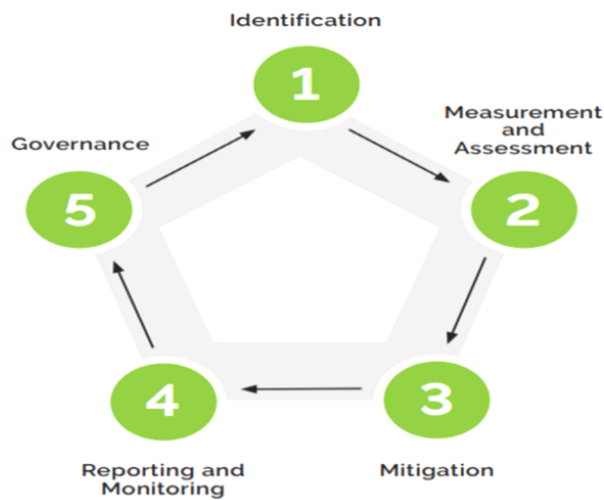 Identification
1
Measurement
and
Assessment
2
Governance
5
4
3
Reporting and
Monitoring
Mitigation